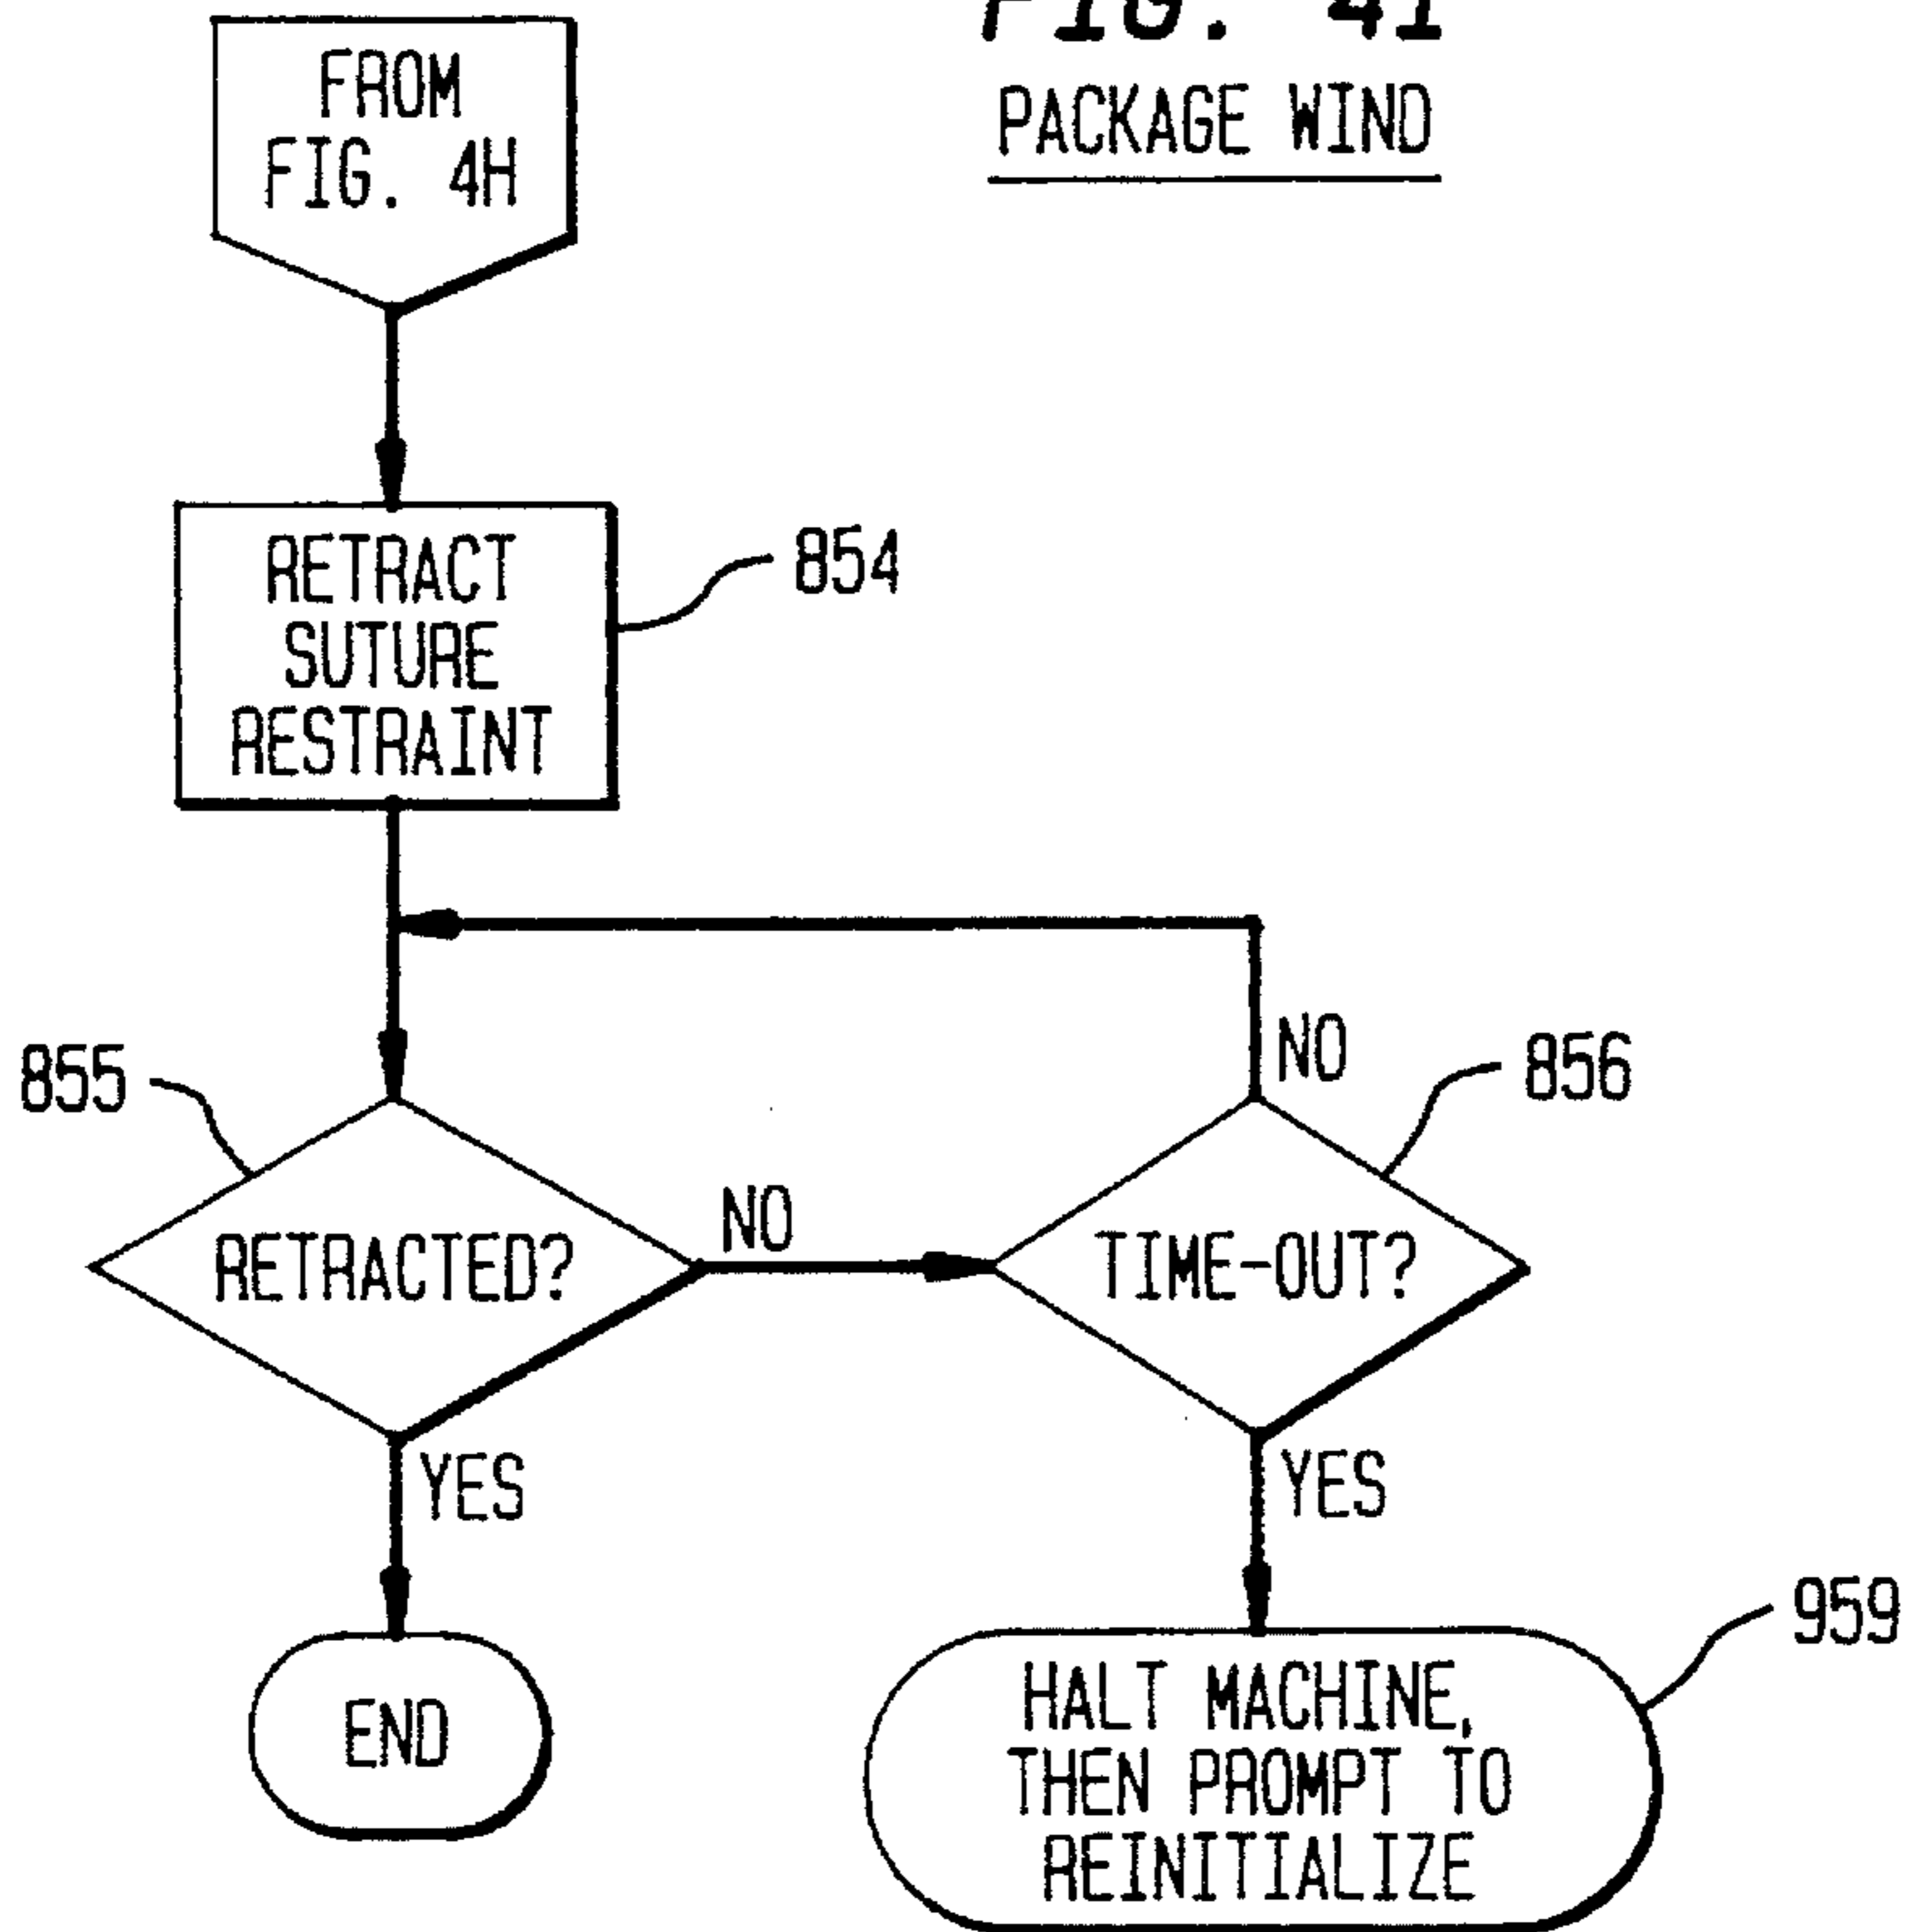 FIG. 4I
PACKAGE WIND
FROM
FIG. 4H
RETRACT
SUTURE
RESTRAINT
854
855
RETRACTED?
NO
YES
856
TIME-OUT?
NO
YES
END
959
HALT MACHINE,
THEN PROMPT TO
REINITIALIZE